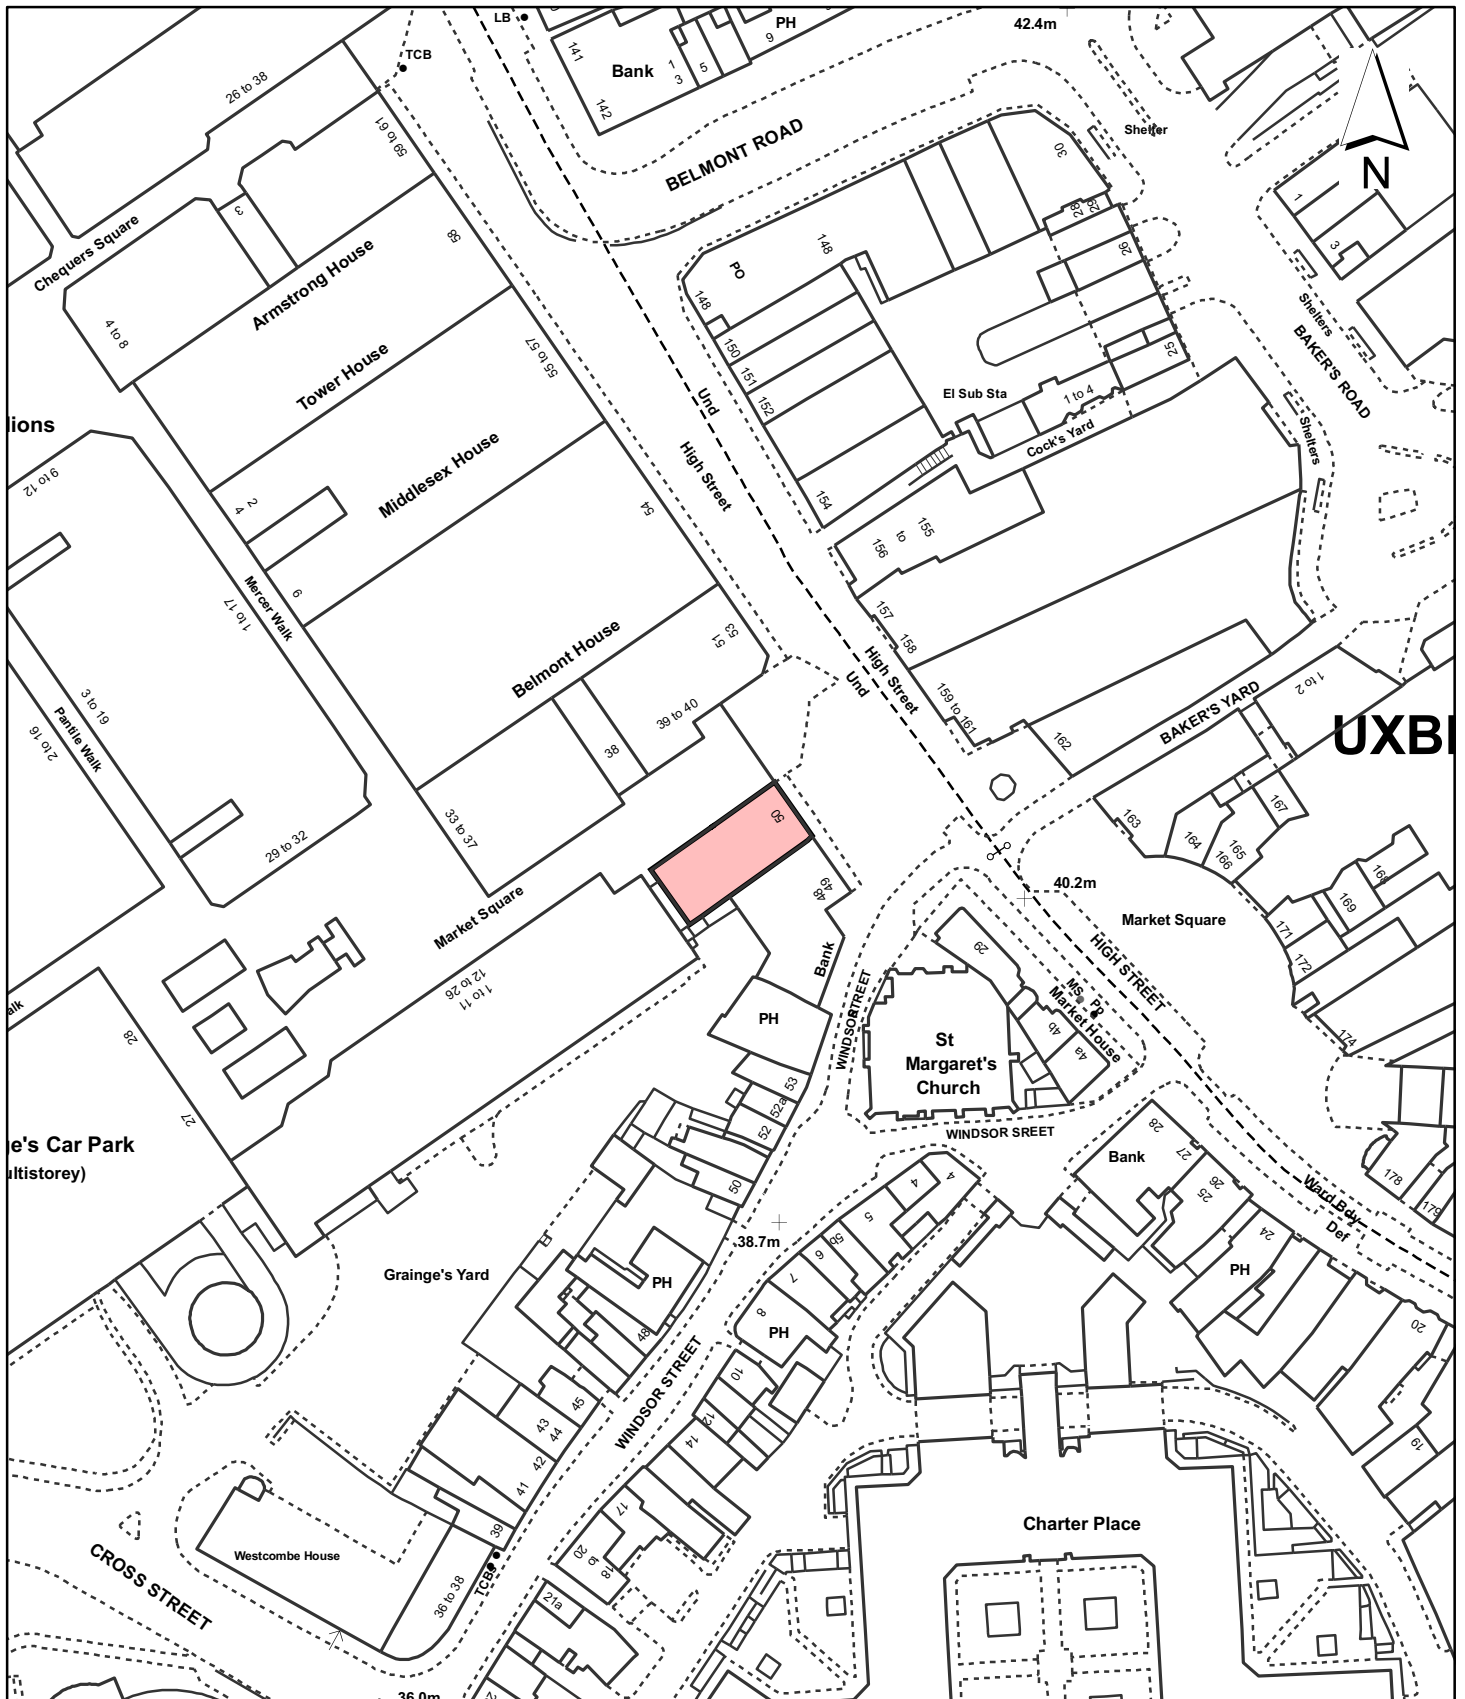 LB
PH
9
42.4m
TCB
141
Bank
1
3
5
142
26 to 38
59 to 61
BELMONT ROAD
Shelter
30
N
3
Chequers Square
58
Armstrong House
4 to 8
28
29
26
1
3
148
PO
148
Shelters
BAKER'S ROAD
55 to 57
Tower House
150
151
152
25
El Sub Sta
1 to 4
Cock's Yard
Shelters
Und
High Street
lions
9 to 12
Middlesex House
2
4
54
154
155
to
156
Mercer Walk
1 to 17
9
157
158
53
51
Belmont House
High Street
Und
159 to 161
162
BAKER'S YARD
1 to 2
UXBI
3 to 19
Pantile Walk
2 to 16
39 to 40
38
50
33 to 37
29 to 32
163
164
165
166
167
168
169
171
172
174
40.2m
Market Square
48
49
Market Square
1 to 11
12 to 26
Bank
29
HIGH STREET
MS
PP
Market House
4b
4a
alk
28
27
PH
WINDSOR STREET
St
Margaret's
Church
WINDSOR SREET
53
52a
52
50
ge's Car Park
ultistorey)
28
Bank
27
26
25
24
PH
178
179
Ward Bdy
Def
20
19
4
4
5
5b
6
7
8
PH
38.7m
Grainge's Yard
PH
48
WINDSOR STREET
10
12
14
45
43
44
42
41
39
17
20
to
18
21a
Charter Place
Westcombe House
CROSS STREET
36 to 38
TCBs
36.0m